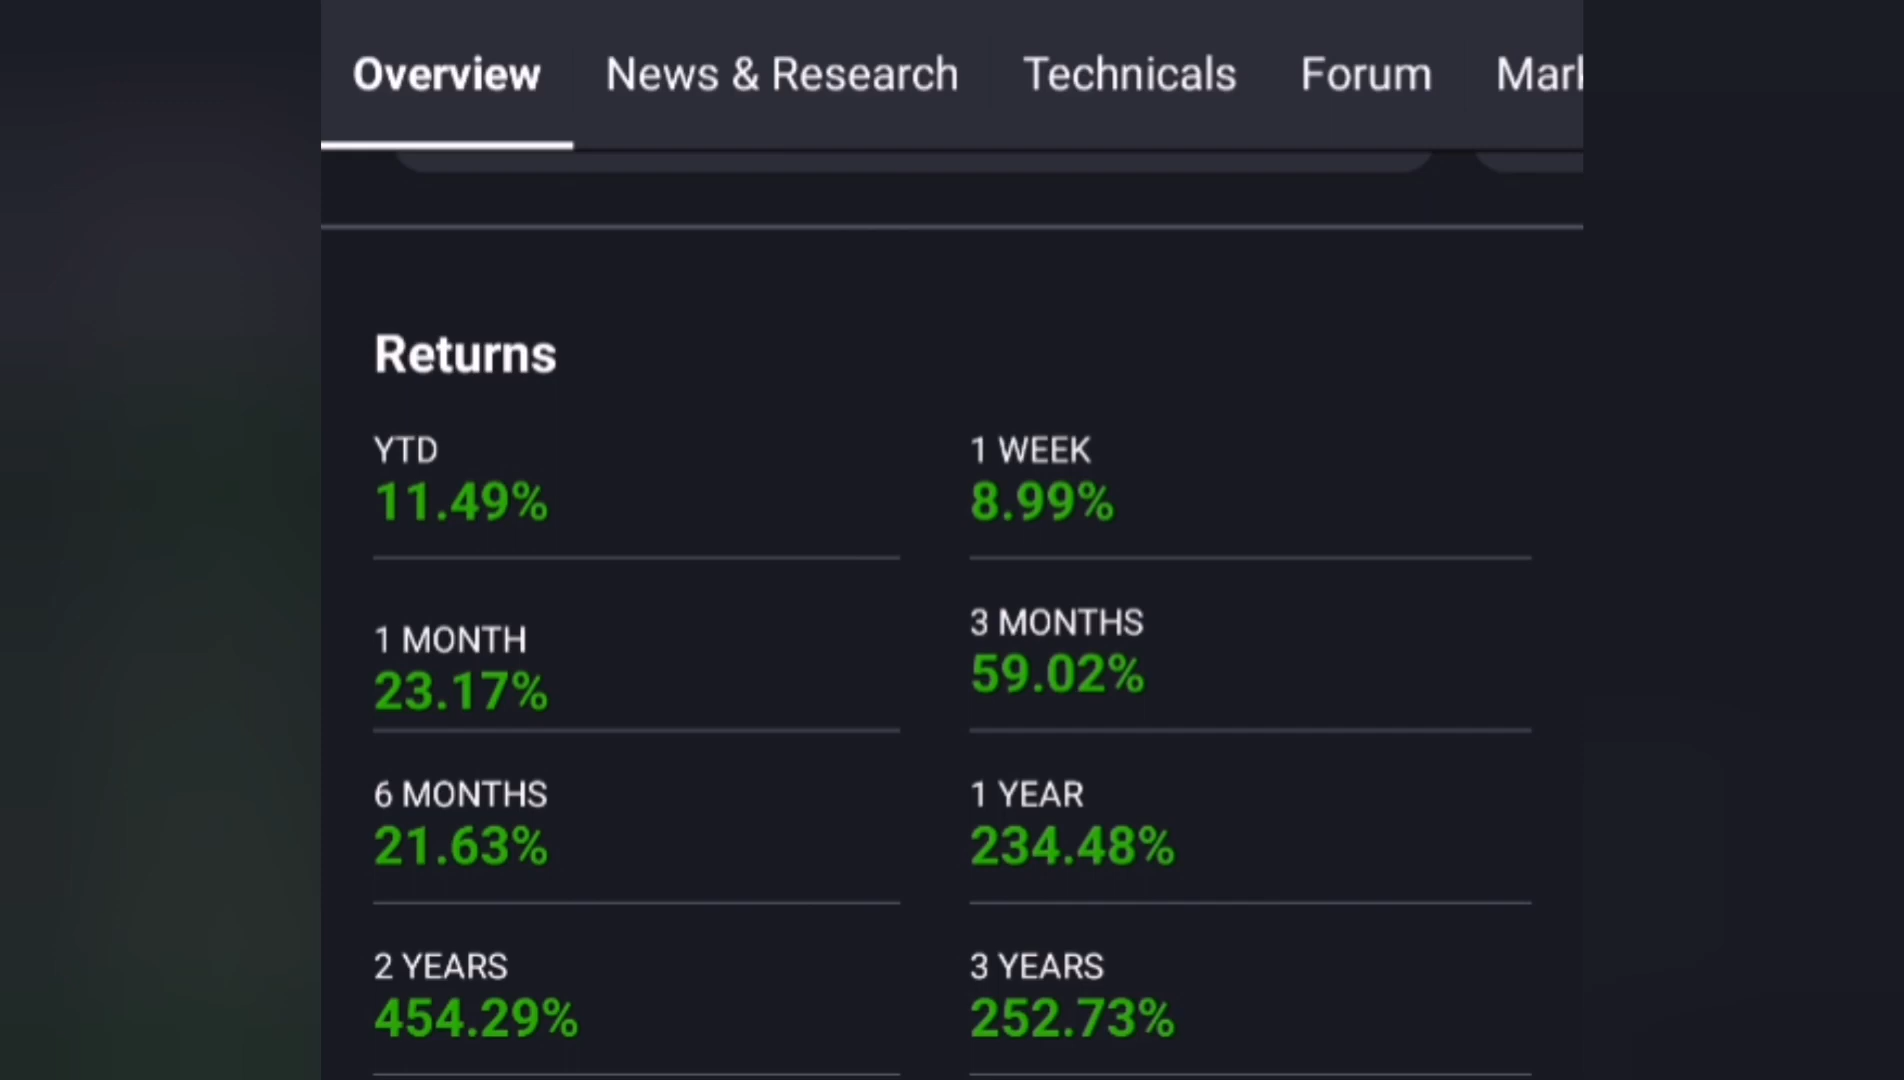 Overview News & Research Technicals Forum Mark
Returns
YTD
11.49%
1 WEEK
8.99%
1 MONTH
23.17%
3 MONTHS
59.02%
6 MONTHS
21.63%
1 YEAR
234.48%
2 YEARS
454.29%
3 YEARS
252.73%